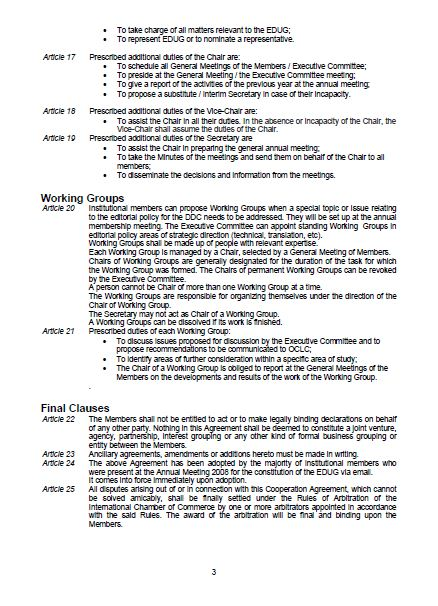 • To take charge of all matters relevant to the EDUG;
• To represent EDUG or to nominate a representative.
Article 17 Prescribed additional duties of the Chair are:
• To schedule all General Meetings of the Members / Executive Committee;
• To preside at the General Meeting / the Executive Committee meeting;
• To give a report of the activities of the previous year at the annual meeting;
• To propose a substitute / interim Secretary in case of their incapacity.
Article 18 Prescribed additional duties of the Vice-Chair are:
• To assist the Chair in all their duties. In the absence or incapacity of the Chair, the
Vice-Chair shall assume the duties of the Chair.
Article 19 Prescribed additional duties of the Secretary are
• To assist the Chair in preparing the general annual meeting;
• To take the Minutes of the meetings and send them on behalf of the Chair to all
members;
• To disseminate the decisions and information from the meetings.
Working Groups
Article 20 Institutional members can propose Working Groups when a special topic or issue relating
to the editorial policy for the DDC needs to be addressed. They will be set up at the annual
membership meeting. The Executive Committee can appoint standing Working Groups in
editorial policy areas of strategic direction (technical, translation, etc).
Working Groups shall be made up of people with relevant expertise.
Each Working Group is managed by a Chair, selected by a General Meeting of Members.
Chairs of Working Groups are generally designated for the duration of the task for which
the Working Group was formed. The Chairs of permanent Working Groups can be revoked
by the Executive Committee.
A person cannot be Chair of more than one Working Group at a time.
The Working Groups are responsible for organizing themselves under the direction of the
Chair of Working Group.
The Secretary may not act as Chair of a Working Group.
A Working Groups can be dissolved if its work is finished.
Article 21 Prescribed duties of each Working Group:
• To discuss issues proposed for discussion by the Executive Committee and to
propose recommendations to be communicated to OCLC;
• To identify areas of further consideration within a specific area of study;
• The Chair of a Working Group is obliged to report at the General Meetings of the
Members on the developments and results of the work of the Working Group.
.
Final Clauses
Article 22 The Members shall not be entitled to act or to make legally binding declarations on behalf
of any other party. Nothing in this Agreement shall be deemed to constitute a joint venture,
agency, partnership, interest grouping or any other kind of formal business grouping or
entity between the Members.
Article 23 Ancillary agreements, amendments or additions hereto must be made in writing.
Article 24 The above Agreement has been adopted by the majority of institutional members who
were present at the Annual Meeting 2008 for the constitution of the EDUG via email.
It comes into force immediately upon adoption.
Article 25 All disputes arising out of or in connection with this Cooperation Agreement, which cannot
be solved amicably, shall be finally settled under the Rules of Arbitration of the
International Chamber of Commerce by one or more arbitrators appointed in accordance
with the said Rules. The award of the arbitration will be final and binding upon the
Members.
3